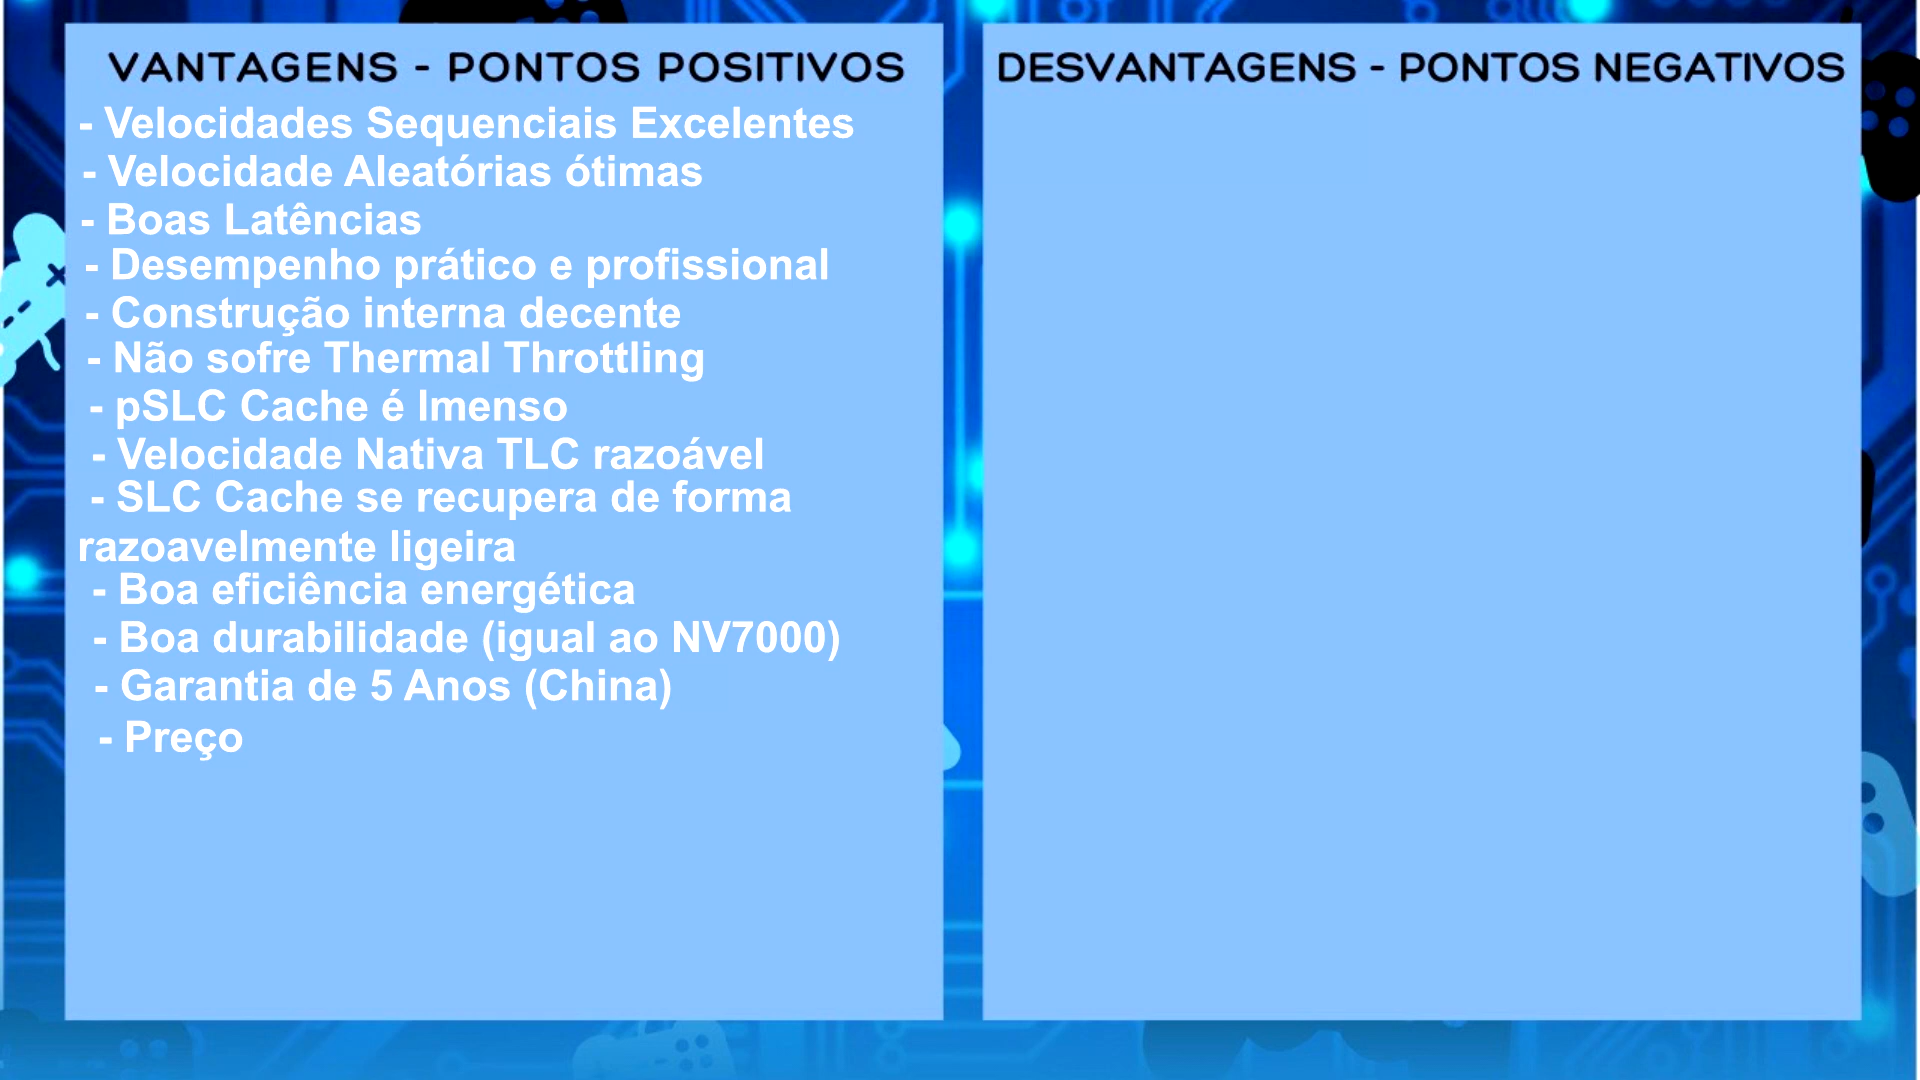 VANTAGENS - PONTOS POSITIVOS
- Velocidades Sequenciais Excelentes
- Velocidade Aleatórias ótimas
- Boas Latências
- Desempenho prático e profissional
- Construção interna decente
- Não sofre Thermal Throttling
- pSLC Cache é Imenso
- Velocidade Nativa TLC razoável
- SLC Cache se recupera de forma
razoavelmente ligeira
- Boa eficiência energética
- Boa durabilidade (igual ao NV7000)
- Garantia de 5 Anos (China)
- Preço
DESVANTAGENS - PONTOS NEGATIVOS